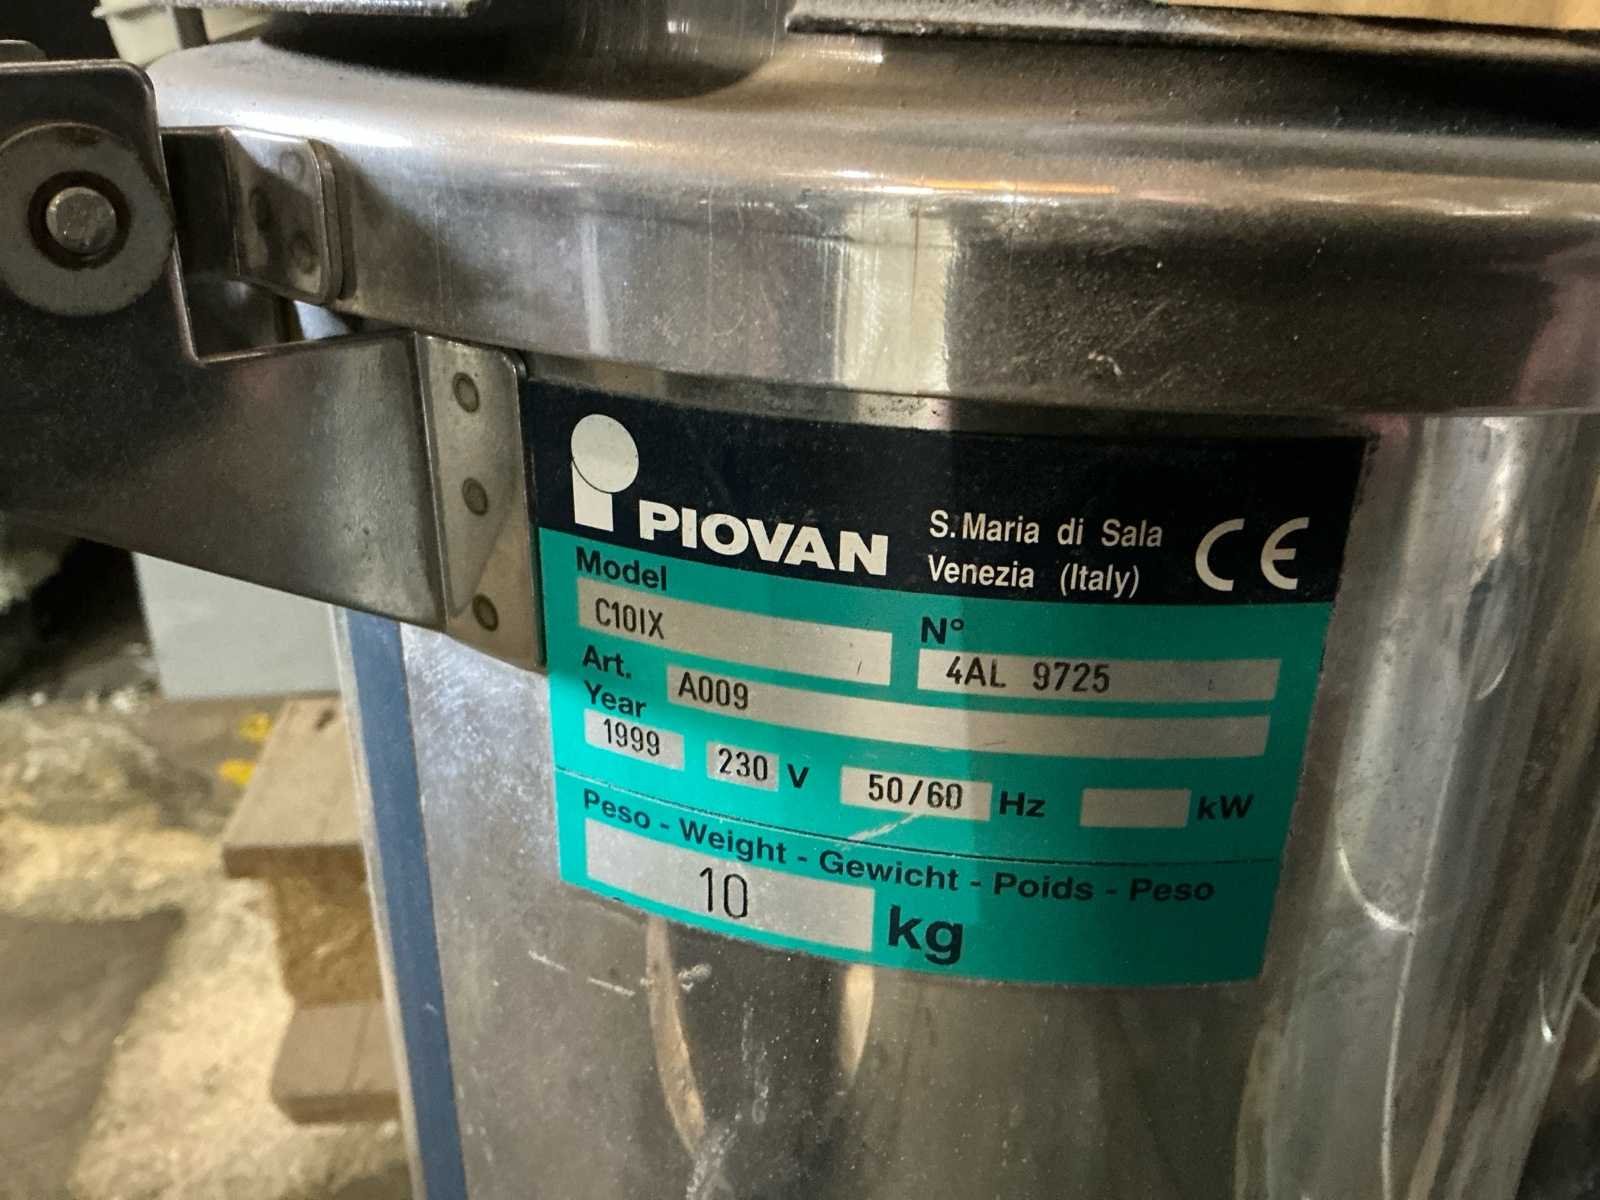 PIOVAN
S. Maria di Sala
Venezia (Italy)
CE
Model
C10IX
N°
4AL 9725
Art.
A009
Year
1999
230 V
50/60 Hz
kW
Peso - Weight - Gewicht - Poids - Peso
10 kg